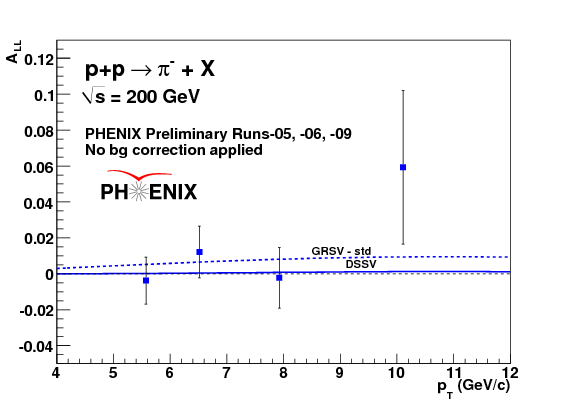 A_LL
p+p → π⁻ + X
√s = 200 GeV
PHENIX Preliminary Runs-05, -06, -09
No bg correction applied
PHENIX
GRSV - std
DSSV
0.12
0.1
0.08
0.06
0.04
0.02
0
-0.02
-0.04
4 5 6 7 8 9 10 11 12
p_T (GeV/c)